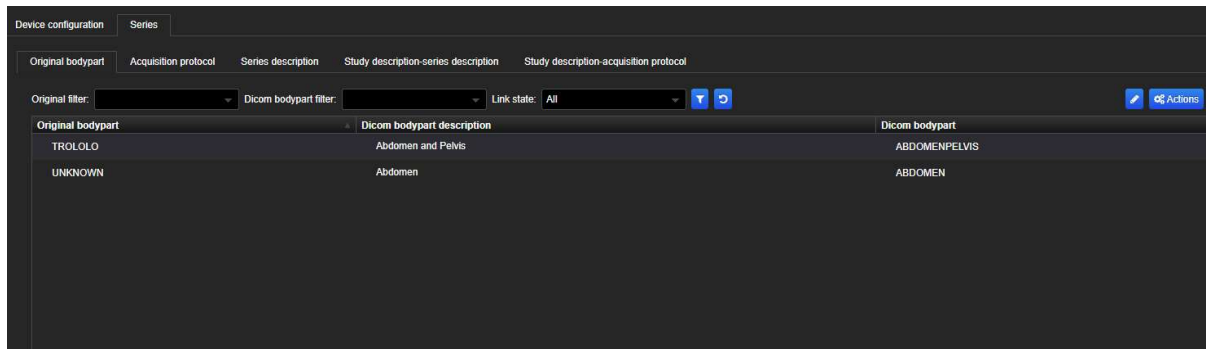 Device configuration Series
Original bodypart Acquisition protocol Series description Study description-series description Study description-acquisition protocol
Original filter: Dicom bodypart filter: Link state: All Actions
Original bodypart Dicom bodypart description Dicom bodypart
TROLOLO Abdomen and Pelvis ABDOMENPELVIS
UNKNOWN Abdomen ABDOMEN